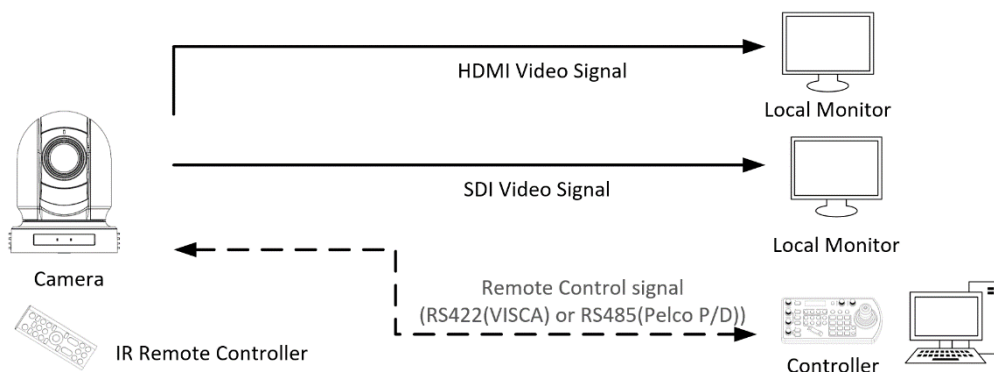 HDMI Video Signal
Local Monitor
SDI Video Signal
Local Monitor
Camera
Remote Control signal
(RS422(VISCA) or RS485(Pelco P/D))
IR Remote Controller
Controller